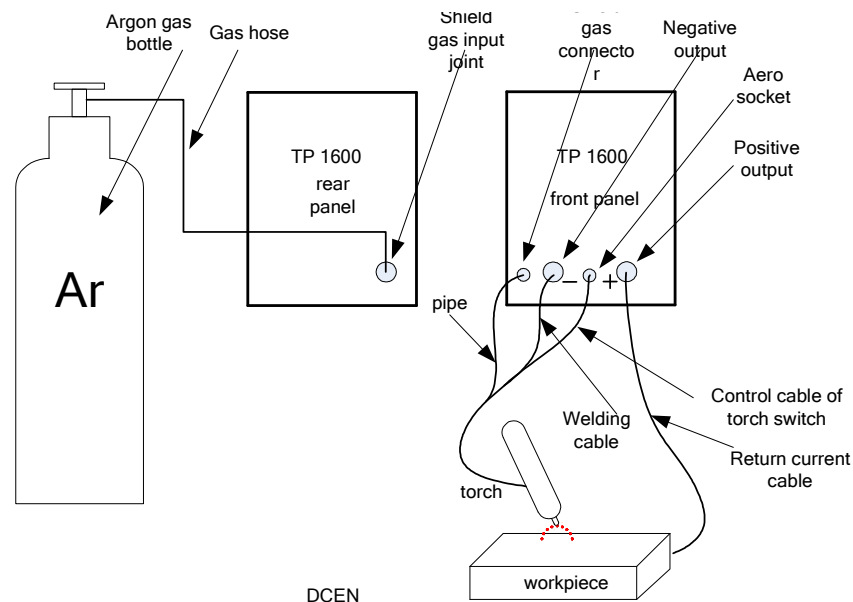 Argon gas
bottle
Gas hose
Shield
gas input
joint
gas
connecto
r
Negative
output
Aero
socket
Positive
output
TP 1600
rear
panel
TP 1600
front panel
Ar
– +
pipe
Welding
cable
Control cable of
torch switch
Return current
cable
torch
workpiece
DCEN